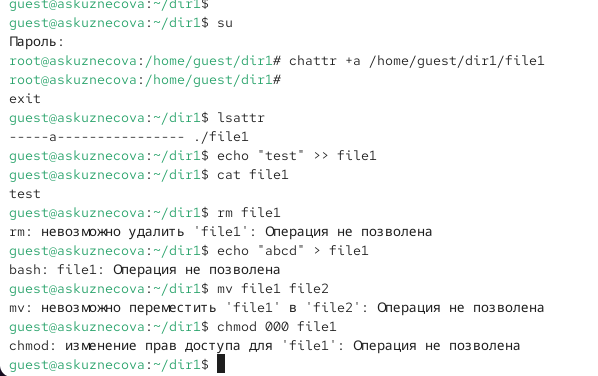 guest@askuznecova:~/dir1$
guest@askuznecova:~/dir1$ su
Пароль:
root@askuznecova:/home/guest/dir1# chattr +a /home/guest/dir1/file1
root@askuznecova:/home/guest/dir1#
exit
guest@askuznecova:~/dir1$ lsattr
-----a---------------- ./file1
guest@askuznecova:~/dir1$ echo "test" >> file1
guest@askuznecova:~/dir1$ cat file1
test
guest@askuznecova:~/dir1$ rm file1
rm: невозможно удалить 'file1': Операция не позволена
guest@askuznecova:~/dir1$ echo "abcd" > file1
bash: file1: Операция не позволена
guest@askuznecova:~/dir1$ mv file1 file2
mv: невозможно переместить 'file1' в 'file2': Операция не позволена
guest@askuznecova:~/dir1$ chmod 000 file1
chmod: изменение прав доступа для 'file1': Операция не позволена
guest@askuznecova:~/dir1$